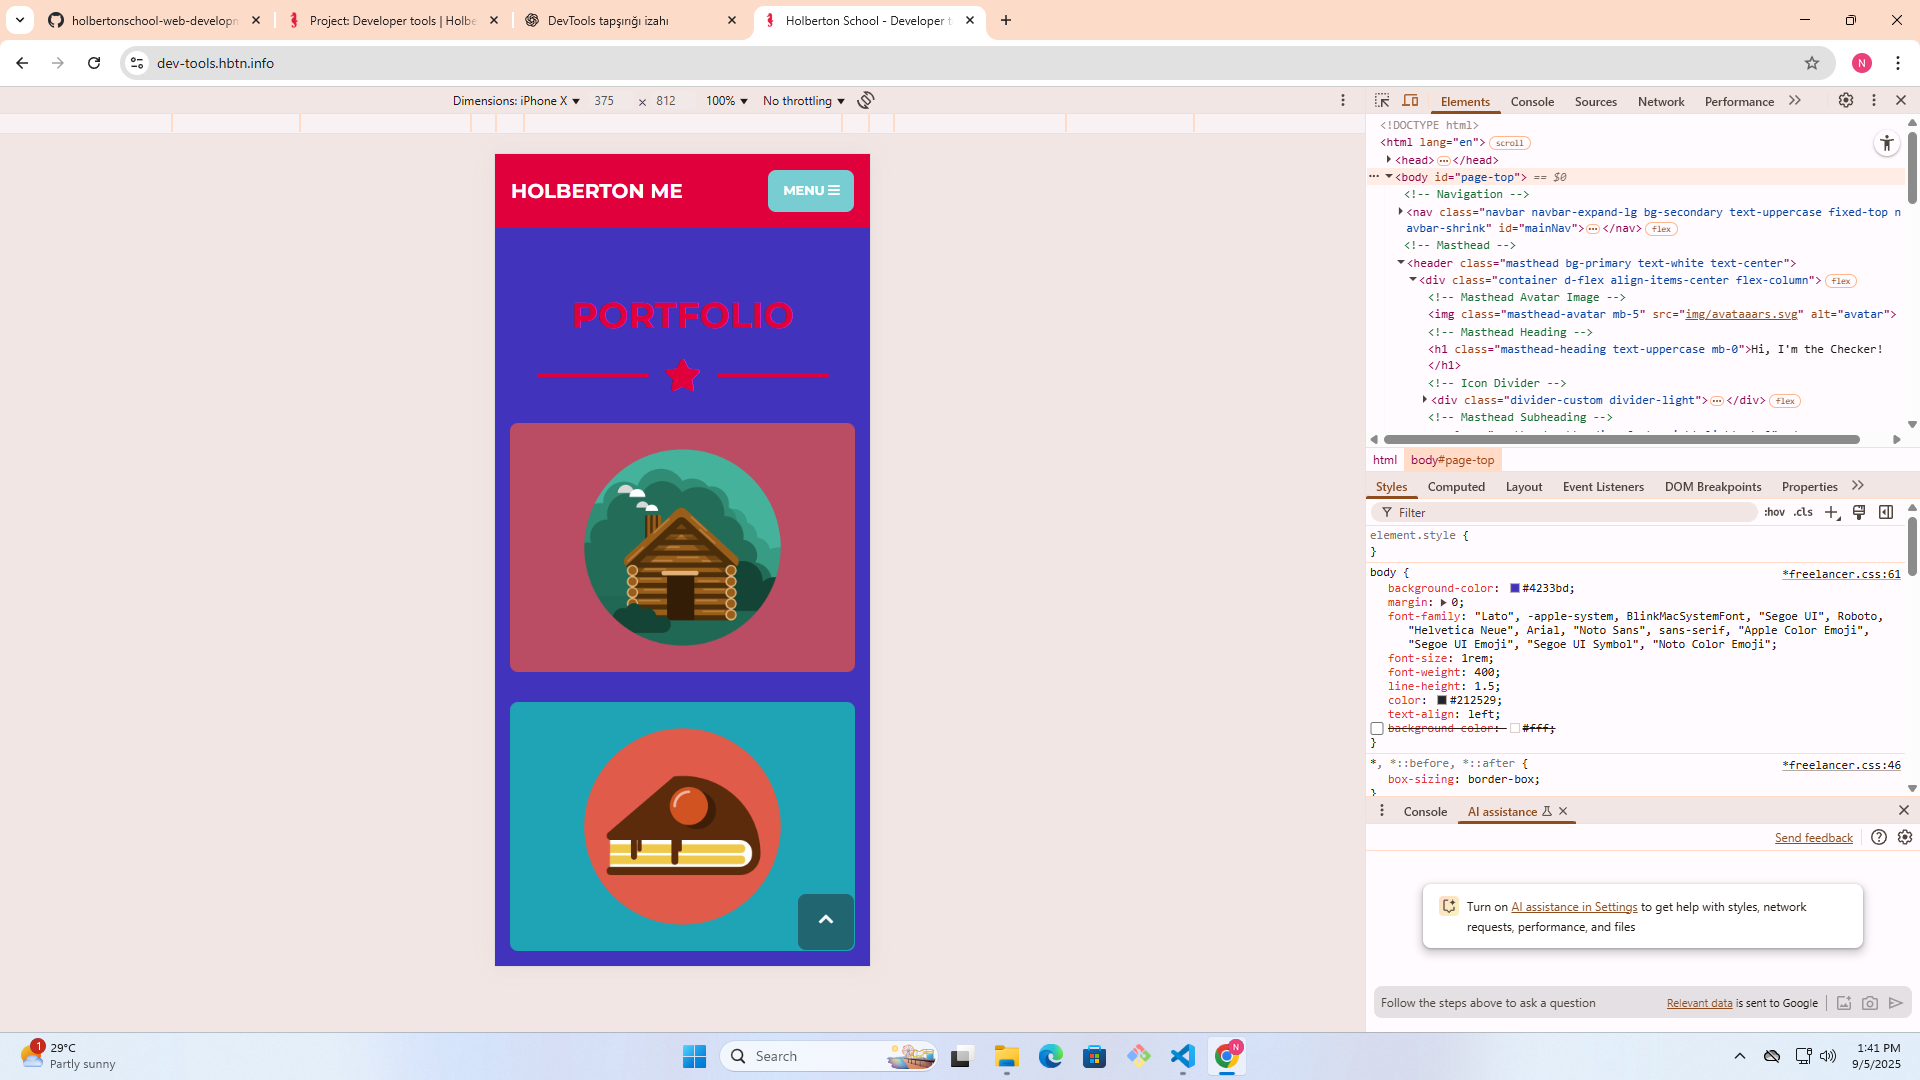 holbertonschool-web-developm
Project: Developer tools | Holbe
DevTools tapşırığı izahı
Holberton School - Developer t
dev-tools.hbtn.info
N
Dimensions: iPhone X
375
×
812
100%
No throttling
HOLBERTON ME
MENU
PORTFOLIO
Elements
Console
Sources
Network
Performance
<!DOCTYPE html>
<html lang="en"> scroll
<head> ··· </head>
··· <body id="page-top"> == $0
<!-- Navigation -->
<nav class="navbar navbar-expand-lg bg-secondary text-uppercase fixed-top n
avbar-shrink" id="mainNav"> ··· </nav> flex
<!-- Masthead -->
<header class="masthead bg-primary text-white text-center">
<div class="container d-flex align-items-center flex-column"> flex
<!-- Masthead Avatar Image -->
<img class="masthead-avatar mb-5" src="img/avataaars.svg" alt="avatar">
<!-- Masthead Heading -->
<h1 class="masthead-heading text-uppercase mb-0">Hi, I'm the Checker!
</h1>
<!-- Icon Divider -->
<div class="divider-custom divider-light"> ··· </div> flex
<!-- Masthead Subheading -->
html
body#page-top
Styles
Computed
Layout
Event Listeners
DOM Breakpoints
Properties
Filter
:hov
.cls
element.style {
}
body {
*freelancer.css:61
background-color: #4233bd;
margin: 0;
font-family: "Lato", -apple-system, BlinkMacSystemFont, "Segoe UI", Roboto,
"Helvetica Neue", Arial, "Noto Sans", sans-serif, "Apple Color Emoji",
"Segoe UI Emoji", "Segoe UI Symbol", "Noto Color Emoji";
font-size: 1rem;
font-weight: 400;
line-height: 1.5;
color: #212529;
text-align: left;
background-color: #fff;
}
*, *::before, *::after {
*freelancer.css:46
box-sizing: border-box;
}
Console
AI assistance
Send feedback
Turn on AI assistance in Settings to get help with styles, network
requests, performance, and files
Follow the steps above to ask a question
Relevant data is sent to Google
1
29°C
Partly sunny
Search
N
1:41 PM
9/5/2025